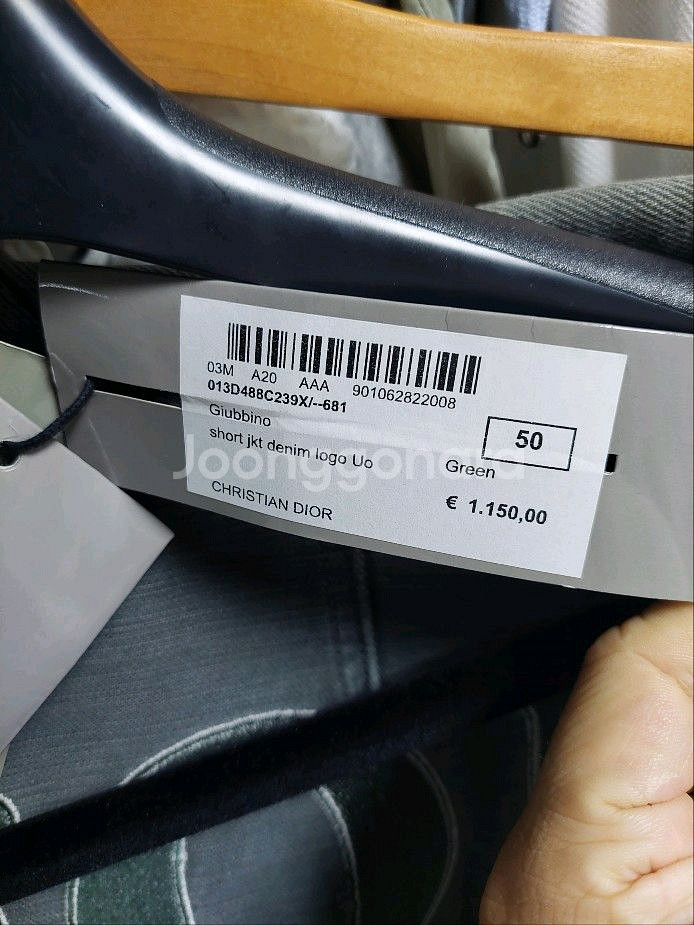 03M A20 AAA 901062822008
013D488C239X/--681
Giubbino
short jkt denim logo Uo
50
Green
CHRISTIAN DIOR
€ 1.150,00
Joonggonara